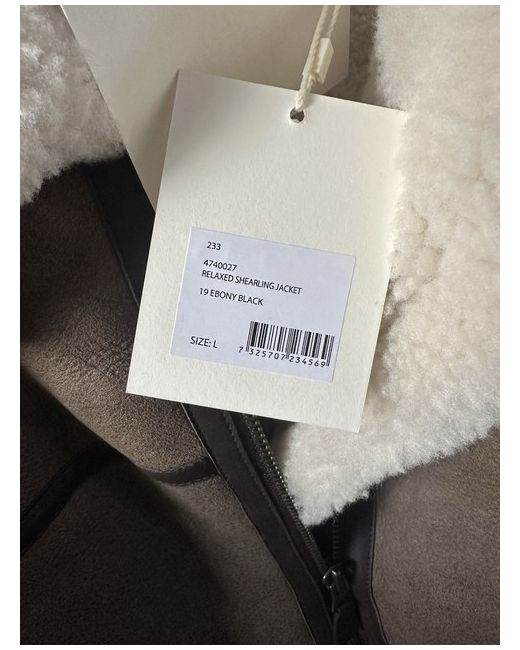 233
4740027
RELAXED SHEARLING JACKET
19 EBONY BLACK
SIZE: L
7 325707 234569